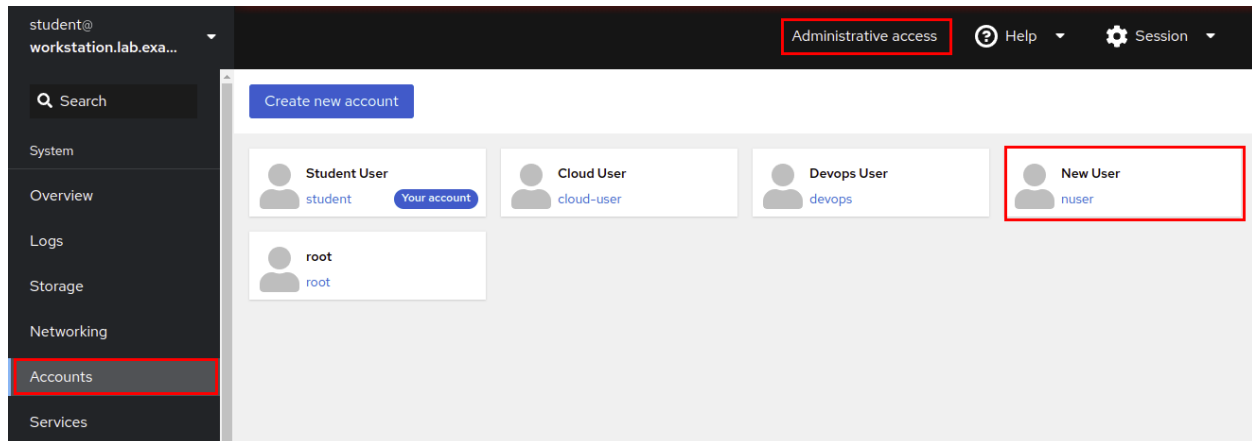 student@
workstation.lab.exa...
Administrative access
Help
Session
Search
System
Overview
Logs
Storage
Networking
Accounts
Services
Create new account
Student User
student
Your account
Cloud User
cloud-user
Devops User
devops
New User
nuser
root
root